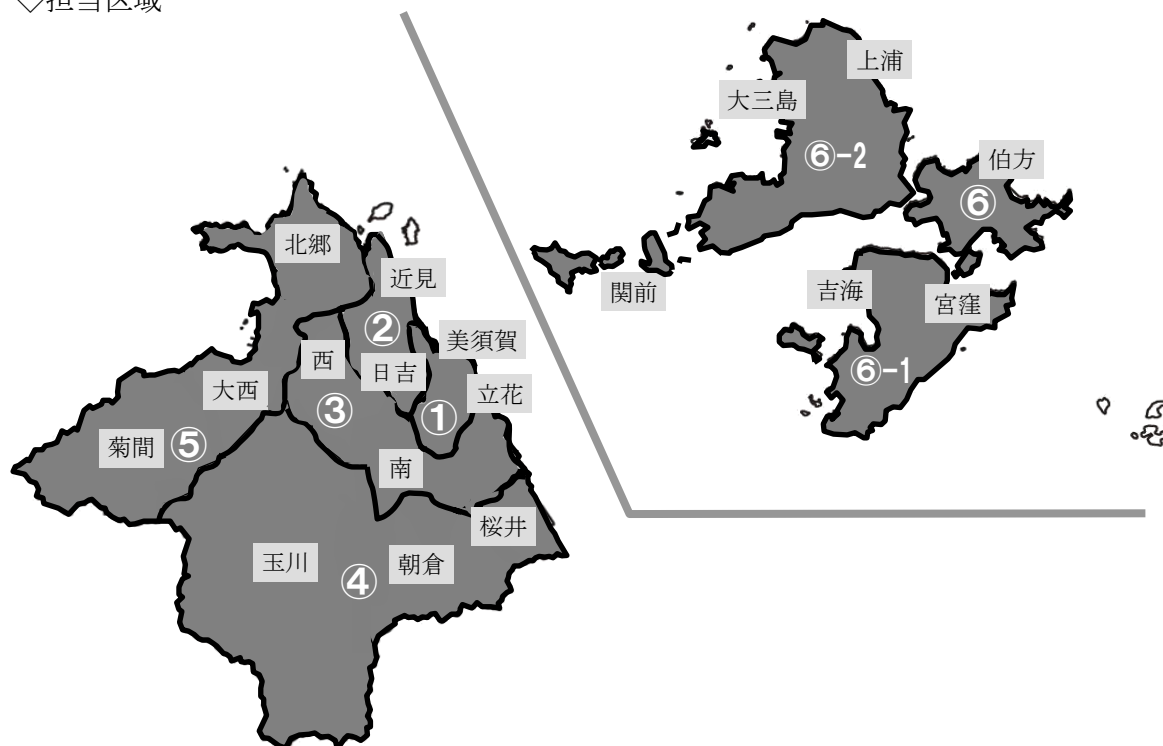 ◇担当区域
上浦
大三島
⑥-2
伯方
⑥
関前
吉海
宮窪
⑥-1
北郷
近見
②
美須賀
西
日吉
大西
③
①
立花
菊間
⑤
南
桜井
玉川
④
朝倉